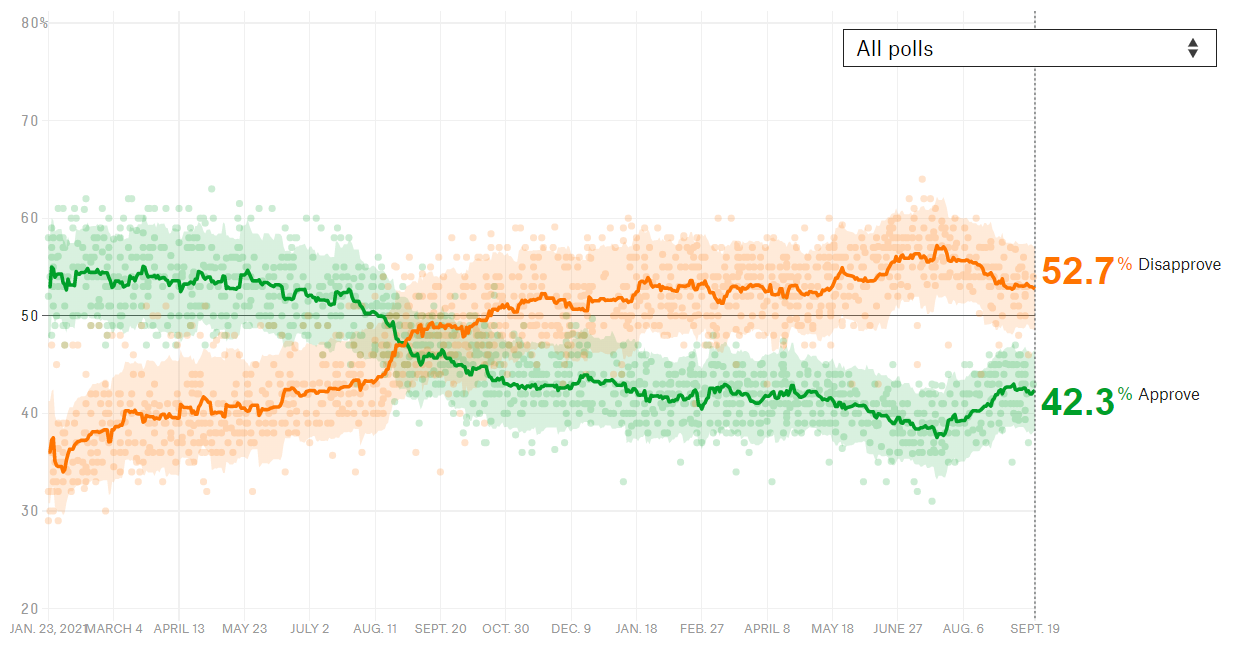 80%
All polls
70
60
52.7% Disapprove
50
42.3% Approve
40
30
20
JAN. 23, 2021 MARCH 4 APRIL 13 MAY 23 JULY 2 AUG. 11 SEPT. 20 OCT. 30 DEC. 9 JAN. 18 FEB. 27 APRIL 8 MAY 18 JUNE 27 AUG. 6 SEPT. 19